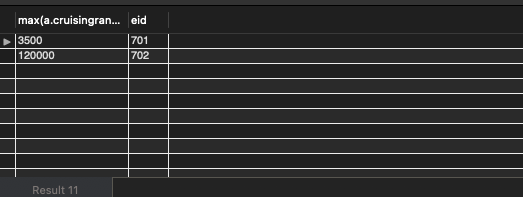 max(a.cruisingran... eid
3500 701
120000 702
Result 11